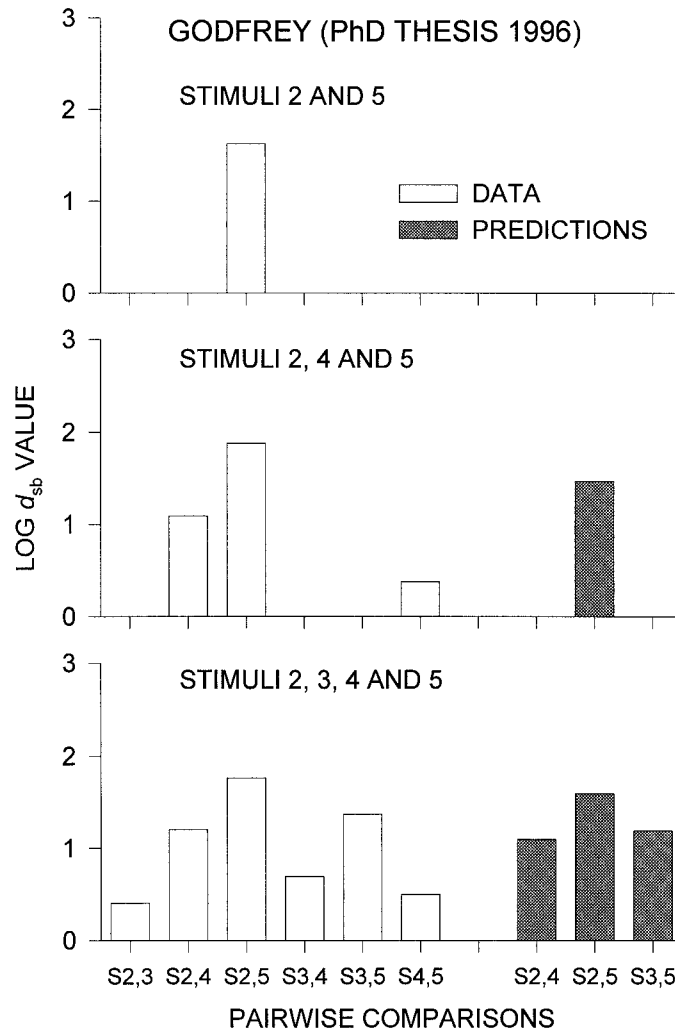 GODFREY (PhD THESIS 1996)
3
STIMULI 2 AND 5
2
DATA
1
PREDICTIONS
0
3
STIMULI 2, 4 AND 5
2
1
0
LOG dsb VALUE
3
STIMULI 2, 3, 4 AND 5
2
1
0
S2,3 S2,4 S2,5 S3,4 S3,5 S4,5 S2,4 S2,5 S3,5
PAIRWISE COMPARISONS